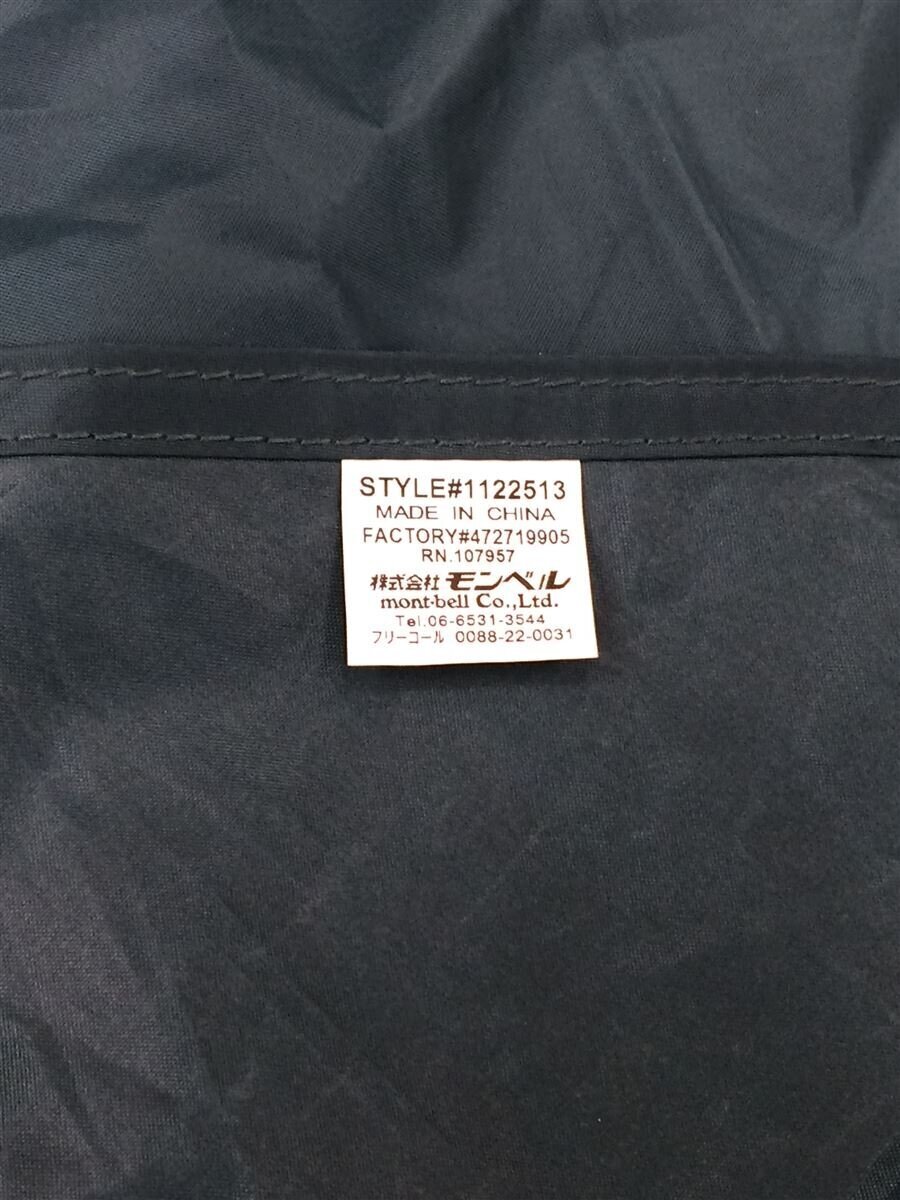 STYLE#1122513
MADE IN CHINA
FACTORY#472719905
RN.107957
株式会社 モンベル
mont-bell Co.,Ltd.
Tel.06-6531-3544
フリーコール 0088-22-0031